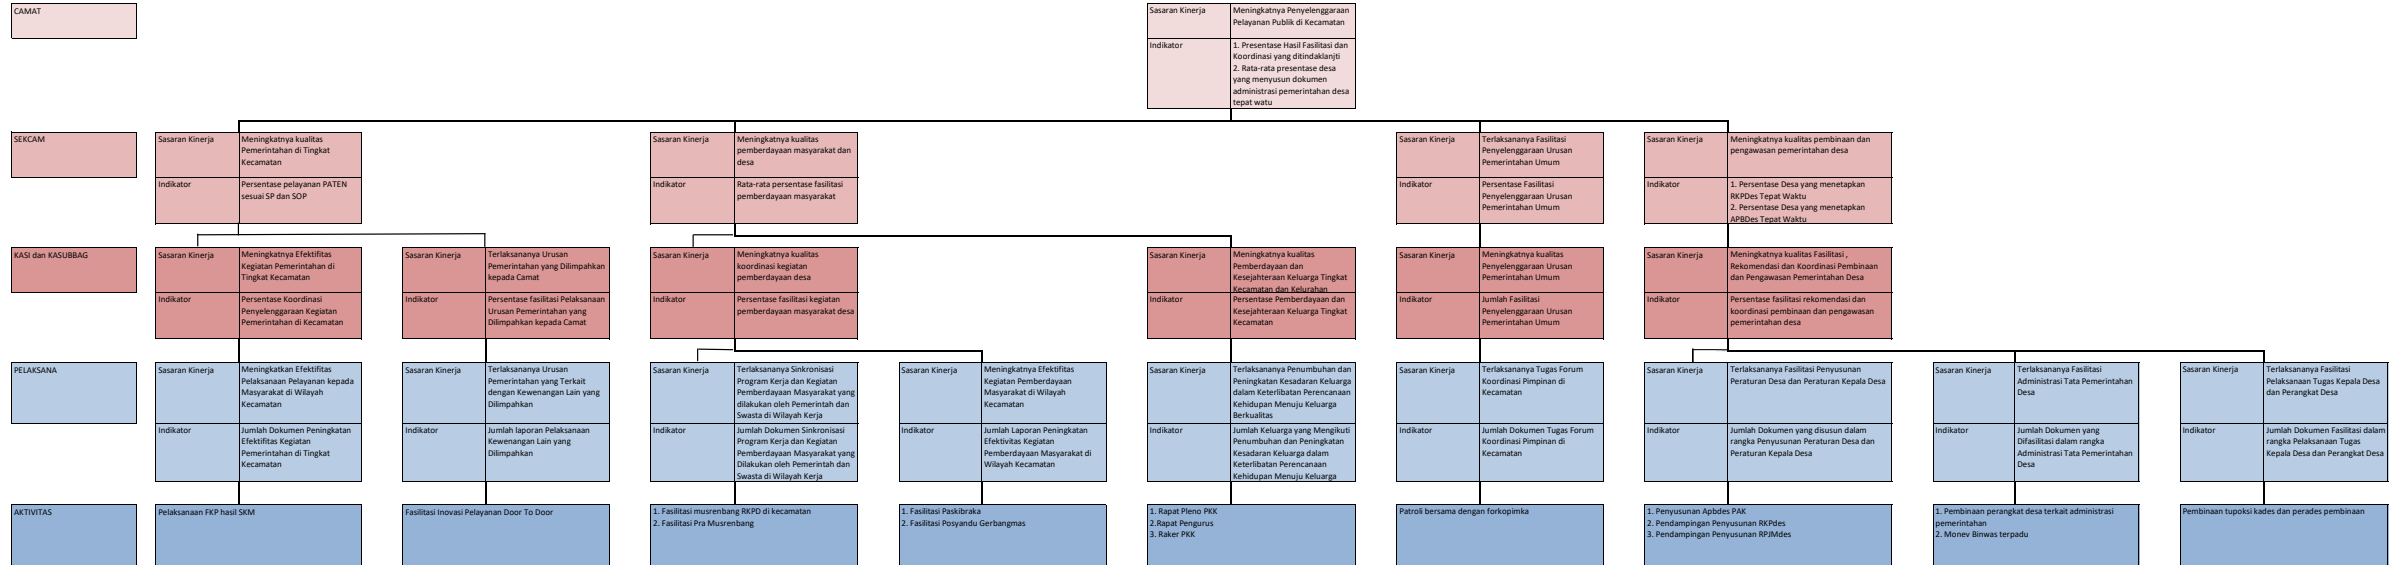 CAMAT
Sasaran Kinerja
Meningkatnya Penyelenggaraan
Pelayanan Publik di Kecamatan
Indikator
1. Presentase Hasil Fasilitasi dan
Koordinasi yang ditindaklanjti
2. Rata-rata presentase desa
yang menyusun dokumen
administrasi pemerintahan desa
tepat watu
SEKCAM
Sasaran Kinerja
Meningkatnya kualitas
Pemerintahan di Tingkat
Kecamatan
Indikator
Persentase pelayanan PATEN
sesuai SP dan SOP
Sasaran Kinerja
Meningkatnya kualitas
pemberdayaan masyarakat dan
desa
Indikator
Rata-rata persentase fasilitasi
pemberdayaan masyarakat
Sasaran Kinerja
Terlaksananya Fasilitasi
Penyelenggaraan Urusan
Pemerintahan Umum
Indikator
Persentase Fasilitasi
Penyelenggaraan Urusan
Pemerintahan Umum
Sasaran Kinerja
Meningkatnya kualitas pembinaan dan
pengawasan pemerintahan desa
Indikator
1. Persentase Desa yang menetapkan
RKPDes Tepat Waktu
2. Persentase Desa yang menetapkan
APBDes Tepat Waktu
KASI dan KASUBBAG
Sasaran Kinerja
Meningkatnya Efektifitas
Kegiatan Pemerintahan di
Tingkat Kecamatan
Indikator
Persentase Koordinasi
Penyelenggaraan Kegiatan
Pemerintahan di Kecamatan
Sasaran Kinerja
Terlaksananya Urusan
Pemerintahan yang Dilimpahkan
kepada Camat
Indikator
Persentase fasilitasi Pelaksanaan
Urusan Pemerintahan yang
Dilimpahkan kepada Camat
Sasaran Kinerja
Meningkatnya kualitas
koordinasi kegiatan
pemberdayaan desa
Indikator
Persentase fasilitasi kegiatan
pemberdayaan masyarakat desa
Sasaran Kinerja
Meningkatnya kualitas
Pemberdayaan dan
Kesejahteraan Keluarga Tingkat
Kecamatan dan Kelurahan
Indikator
Persentase Pemberdayaan dan
Kesejahteraan Keluarga Tingkat
Kecamatan
Sasaran Kinerja
Meningkatnya kualitas
Penyelenggaraan Urusan
Pemerintahan Umum
Indikator
Jumlah Fasilitasi
Penyelenggaraan Urusan
Pemerintahan Umum
Sasaran Kinerja
Meningkatnya kualitas Fasilitasi ,
Rekomendasi dan Koordinasi Pembinaan
dan Pengawasan Pemerintahan Desa
Indikator
Persentase fasilitasi rekomendasi dan
koordinasi pembinaan dan pengawasan
pemerintahan desa
PELAKSANA
Sasaran Kinerja
Meningkatkan Efektifitas
Pelaksanaan Pelayanan kepada
Masyarakat di Wilayah
Kecamatan
Indikator
Jumlah Dokumen Peningkatan
Efektifitas Kegiatan
Pemerintahan di Tingkat
Kecamatan
Sasaran Kinerja
Terlaksananya Urusan
Pemerintahan yang Terkait
dengan Kewenangan Lain yang
Dilimpahkan
Indikator
Jumlah laporan Pelaksanaan
Kewenangan Lain yang
Dilimpahkan
Sasaran Kinerja
Terlaksananya Sinkronisasi
Program Kerja dan Kegiatan
Pemberdayaan Masyarakat yang
dilakukan oleh Pemerintah dan
Swasta di Wilayah Kerja
Indikator
Jumlah Dokumen Sinkronisasi
Program Kerja dan Kegiatan
Pemberdayaan Masyarakat yang
Dilakukan oleh Pemerintah dan
Swasta di Wilayah Kerja
Sasaran Kinerja
Meningkatnya Efektifitas
Kegiatan Pemberdayaan
Masyarakat di Wilayah
Kecamatan
Indikator
Jumlah Laporan Peningkatan
Efektivitas Kegiatan
Pemberdayaan Masyarakat di
Wilayah Kecamatan
Sasaran Kinerja
Terlaksananya Penumbuhan dan
Peningkatan Kesadaran Keluarga
dalam Keterlibatan Perencanaan
Kehidupan Menuju Keluarga
Berkualitas
Indikator
Jumlah Keluarga yang Mengikuti
Penumbuhan dan Peningkatan
Kesadaran Keluarga dalam
Keterlibatan Perencanaan
Kehidupan Menuju Keluarga
Sasaran Kinerja
Terlaksananya Tugas Forum
Koordinasi Pimpinan di
Kecamatan
Indikator
Jumlah Dokumen Tugas Forum
Koordinasi Pimpinan di
Kecamatan
Sasaran Kinerja
Terlaksananya Fasilitasi Penyusunan
Peraturan Desa dan Peraturan Kepala Desa
Indikator
Jumlah Dokumen yang disusun dalam
rangka Penyusunan Peraturan Desa dan
Peraturan Kepala Desa
Sasaran Kinerja
Terlaksananya Fasilitasi
Administrasi Tata Pemerintahan
Desa
Indikator
Jumlah Dokumen yang
Difasilitasi dalam rangka
Administrasi Tata Pemerintahan
Desa
Sasaran Kinerja
Terlaksananya Fasilitasi
Pelaksanaan Tugas Kepala Desa
dan Perangkat Desa
Indikator
Jumlah Dokumen Fasilitasi dalam
rangka Pelaksanaan Tugas
Kepala Desa dan Perangkat Desa
AKTIVITAS
Pelaksanaan FKP hasil SKM
Fasilitasi Inovasi Pelayanan Door To Door
1. Fasilitasi musrenbang RKPD di kecamatan
2. Fasilitasi Pra Musrenbang
1. Fasilitasi Paskibraka
2. Fasilitasi Posyandu Gerbangmas
1. Rapat Pleno PKK
2.Rapat Pengurus
3. Raker PKK
Patroli bersama dengan forkopimka
1. Penyusunan Apbdes PAK
2. Pendampingan Penyusunan RKPdes
3. Pendampingan Penyusunan RPJMdes
1. Pembinaan perangkat desa terkait administrasi
pemerintahan
2. Monev Binwas terpadu
Pembinaan tupoksi kades and perades pembinaan